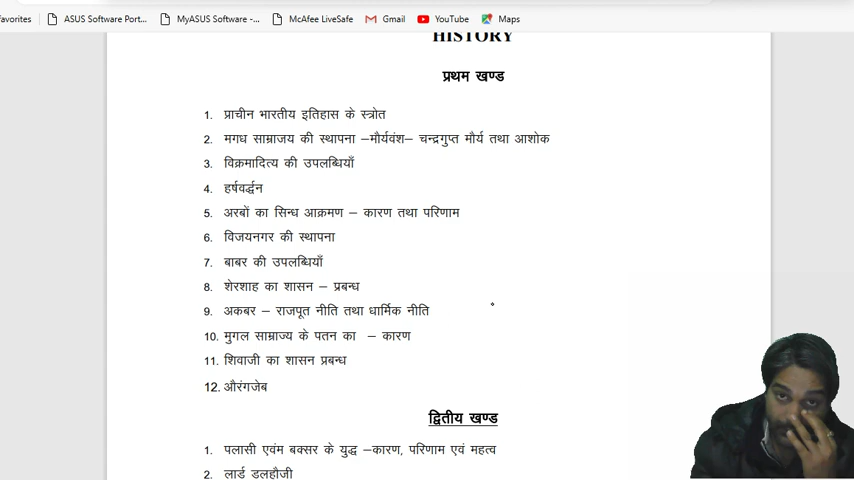 avorites ASUS Software Port... MyASUS Software -... McAfee LiveSafe Gmail YouTube Maps
HISTORY
प्रथम खण्ड
1. प्राचीन भारतीय इतिहास के स्त्रोत
2. मगध साम्राजय की स्थापना –मौर्यवंश– चन्द्रगुप्त मौर्य तथा आशोक
3. विक्रमादित्य की उपलब्धियाँ
4. हर्षवर्द्धन
5. अरबों का सिन्ध आक्रमण – कारण तथा परिणाम
6. विजयनगर की स्थापना
7. बाबर की उपलब्धियाँ
8. शेरशाह का शासन – प्रबन्ध
9. अकबर – राजपूत नीति तथा धार्मिक नीति
10. मुगल साम्राज्य के पतन का – कारण
11. शिवाजी का शासन प्रबन्ध
12. औरंगजेब
द्वितीय खण्ड
1. पलासी एवंम बक्सर के युद्ध –कारण, परिणाम एवं महत्व
2. लार्ड डलहौजी